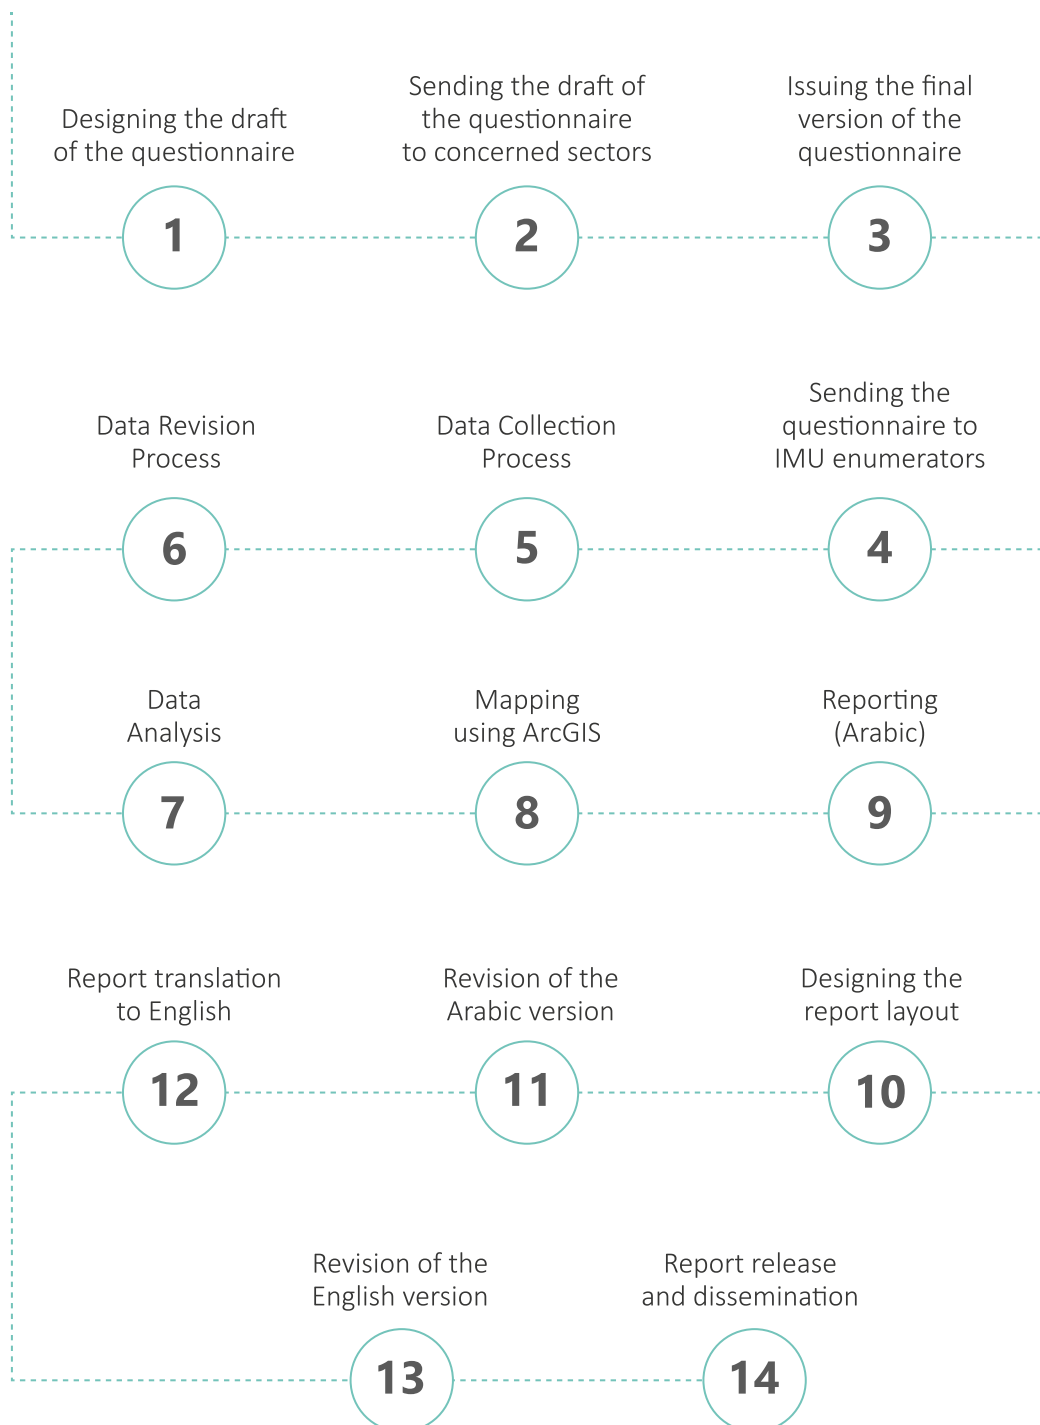 Designing the draft
of the questionnaire
1
Sending the draft of
the questionnaire
to concerned sectors
2
Issuing the final
version of the
questionnaire
3
Sending the
questionnaire to
IMU enumerators
4
Data Collection
Process
5
Data Revision
Process
6
Data
Analysis
7
Mapping
using ArcGIS
8
Reporting
(Arabic)
9
Designing the
report layout
10
Revision of the
Arabic version
11
Report translation
to English
12
Revision of the
English version
13
Report release
and dissemination
14